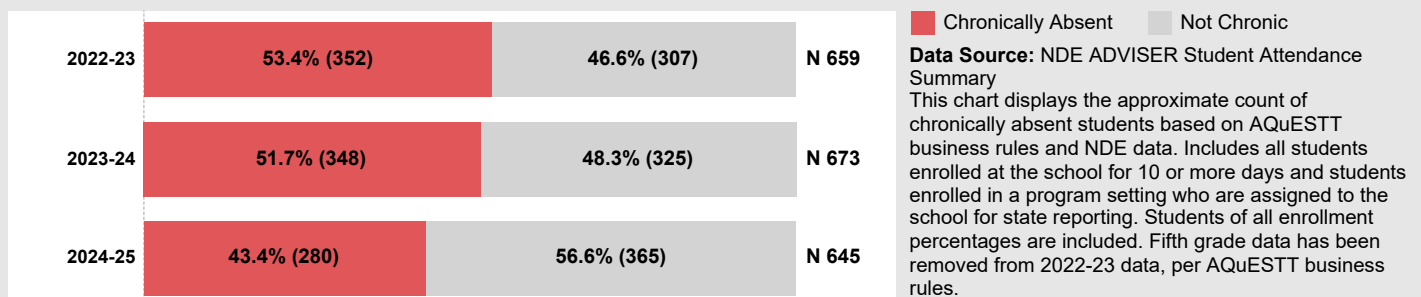 2022-23 53.4% (352) 46.6% (307) N 659
2023-24 51.7% (348) 48.3% (325) N 673
2024-25 43.4% (280) 56.6% (365) N 645
Chronically Absent Not Chronic
Data Source: NDE ADVISER Student Attendance
Summary
This chart displays the approximate count of
chronically absent students based on AQuESTT
business rules and NDE data. Includes all students
enrolled at the school for 10 or more days and students
enrolled in a program setting who are assigned to the
school for state reporting. Students of all enrollment
percentages are included. Fifth grade data has been
removed from 2022-23 data, per AQuESTT business
rules.